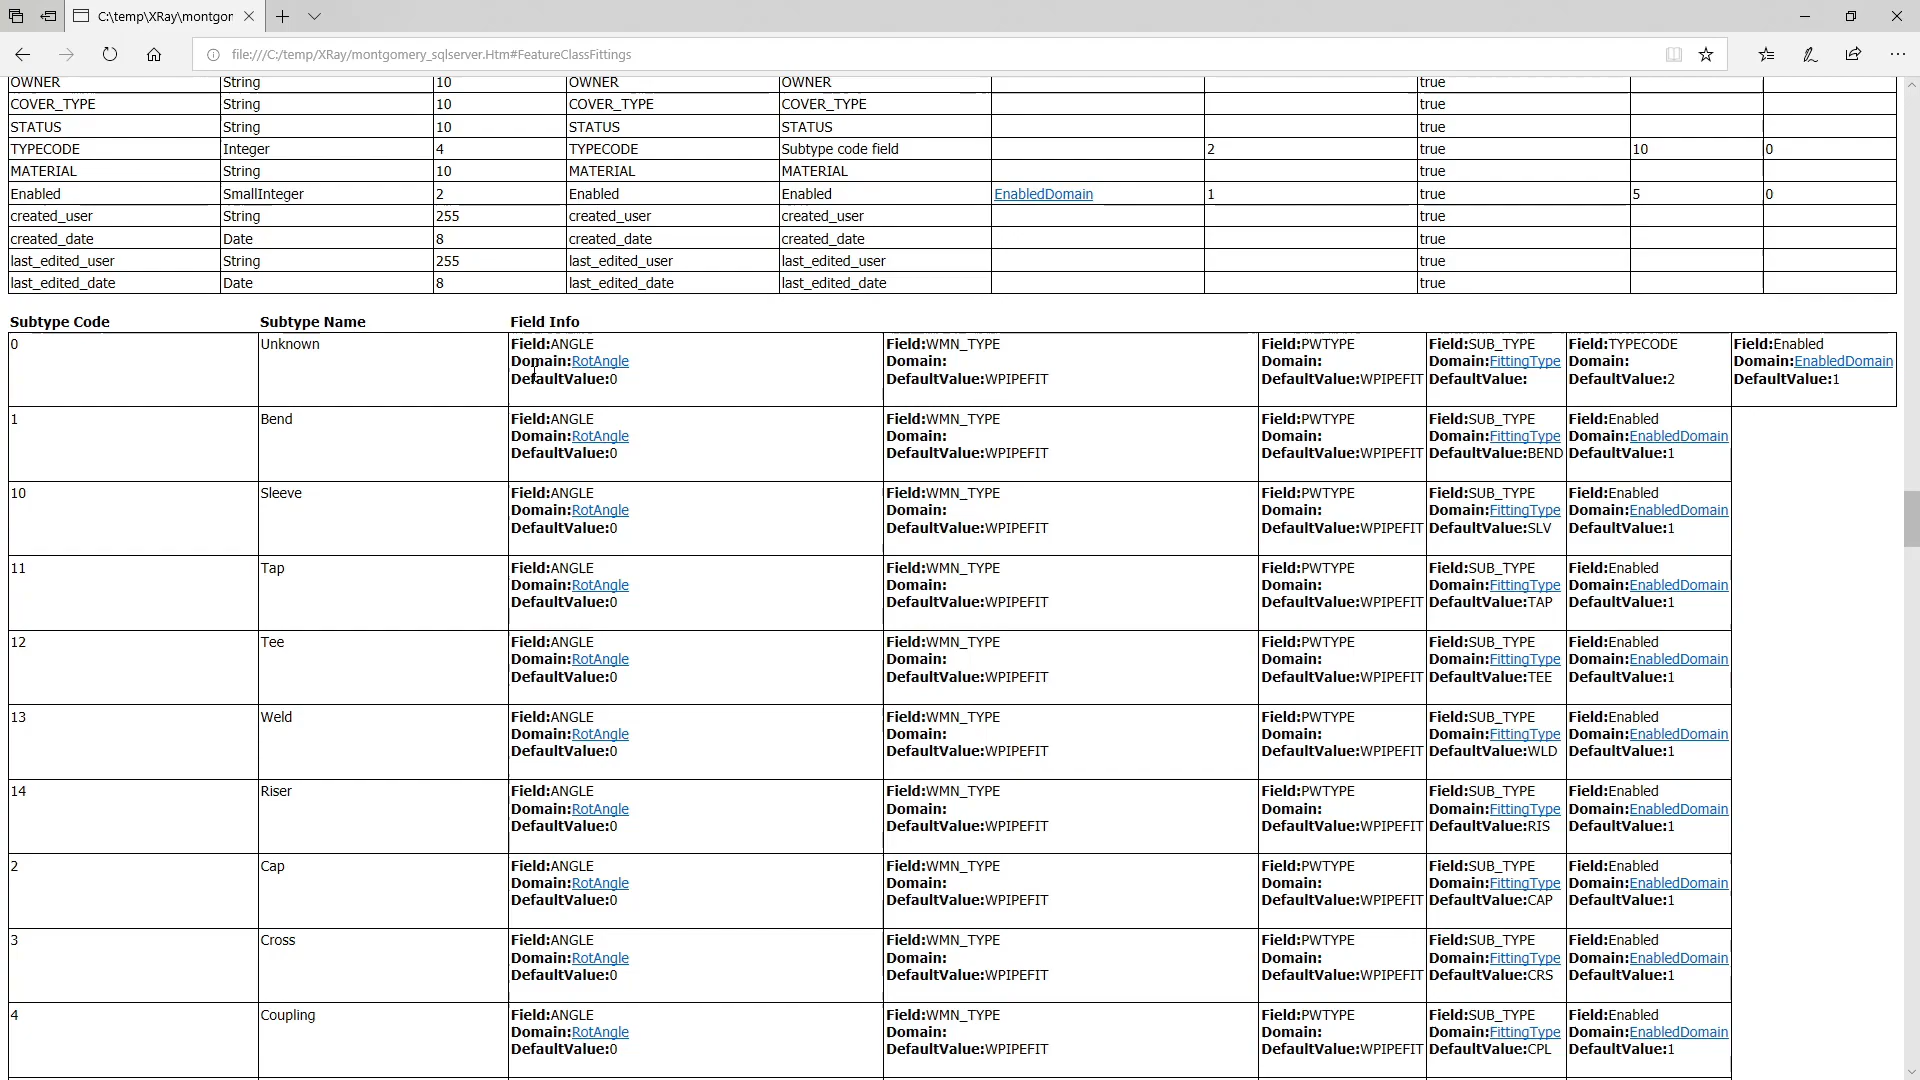 C:\temp\XRay\montgor
file:///C:/temp/XRay/montgomery_sqlserver.Htm#FeatureClassFittings
OWNER String 10 OWNER OWNER true
COVER_TYPE String 10 COVER_TYPE COVER_TYPE true
STATUS String 10 STATUS STATUS true
TYPECODE Integer 4 TYPECODE Subtype code field 2 true 10 0
MATERIAL String 10 MATERIAL MATERIAL true
Enabled SmallInteger 2 Enabled Enabled EnabledDomain 1 true 5 0
created_user String 255 created_user created_user true
created_date Date 8 created_date created_date true
last_edited_user String 255 last_edited_user last_edited_user true
last_edited_date Date 8 last_edited_date last_edited_date true
Subtype Code Subtype Name Field Info
0 Unknown Field:ANGLE Field:WMN_TYPE Field:PWTYPE Field:SUB_TYPE Field:TYPECODE Field:Enabled
Domain:RotAngle Domain: Domain: Domain:FittingType Domain: Domain:EnabledDomain
DefaultValue:0 DefaultValue:WPIPEFIT DefaultValue:WPIPEFIT DefaultValue: DefaultValue:2 DefaultValue:1
1 Bend Field:ANGLE Field:WMN_TYPE Field:PWTYPE Field:SUB_TYPE Field:Enabled
Domain:RotAngle Domain: Domain: Domain:FittingType Domain:EnabledDomain
DefaultValue:0 DefaultValue:WPIPEFIT DefaultValue:WPIPEFIT DefaultValue:BEND DefaultValue:1
10 Sleeve Field:ANGLE Field:WMN_TYPE Field:PWTYPE Field:SUB_TYPE Field:Enabled
Domain:RotAngle Domain: Domain: Domain:FittingType Domain:EnabledDomain
DefaultValue:0 DefaultValue:WPIPEFIT DefaultValue:WPIPEFIT DefaultValue:SLV DefaultValue:1
11 Tap Field:ANGLE Field:WMN_TYPE Field:PWTYPE Field:SUB_TYPE Field:Enabled
Domain:RotAngle Domain: Domain: Domain:FittingType Domain:EnabledDomain
DefaultValue:0 DefaultValue:WPIPEFIT DefaultValue:WPIPEFIT DefaultValue:TAP DefaultValue:1
12 Tee Field:ANGLE Field:WMN_TYPE Field:PWTYPE Field:SUB_TYPE Field:Enabled
Domain:RotAngle Domain: Domain: Domain:FittingType Domain:EnabledDomain
DefaultValue:0 DefaultValue:WPIPEFIT DefaultValue:WPIPEFIT DefaultValue:TEE DefaultValue:1
13 Weld Field:ANGLE Field:WMN_TYPE Field:PWTYPE Field:SUB_TYPE Field:Enabled
Domain:RotAngle Domain: Domain: Domain:FittingType Domain:EnabledDomain
DefaultValue:0 DefaultValue:WPIPEFIT DefaultValue:WPIPEFIT DefaultValue:WLD DefaultValue:1
14 Riser Field:ANGLE Field:WMN_TYPE Field:PWTYPE Field:SUB_TYPE Field:Enabled
Domain:RotAngle Domain: Domain: Domain:FittingType Domain:EnabledDomain
DefaultValue:0 DefaultValue:WPIPEFIT DefaultValue:WPIPEFIT DefaultValue:RIS DefaultValue:1
2 Cap Field:ANGLE Field:WMN_TYPE Field:PWTYPE Field:SUB_TYPE Field:Enabled
Domain:RotAngle Domain: Domain: Domain:FittingType Domain:EnabledDomain
DefaultValue:0 DefaultValue:WPIPEFIT DefaultValue:WPIPEFIT DefaultValue:CAP DefaultValue:1
3 Cross Field:ANGLE Field:WMN_TYPE Field:PWTYPE Field:SUB_TYPE Field:Enabled
Domain:RotAngle Domain: Domain: Domain:FittingType Domain:EnabledDomain
DefaultValue:0 DefaultValue:WPIPEFIT DefaultValue:WPIPEFIT DefaultValue:CRS DefaultValue:1
4 Coupling Field:ANGLE Field:WMN_TYPE Field:PWTYPE Field:SUB_TYPE Field:Enabled
Domain:RotAngle Domain: Domain: Domain:FittingType Domain:EnabledDomain
DefaultValue:0 DefaultValue:WPIPEFIT DefaultValue:WPIPEFIT DefaultValue:CPL DefaultValue:1